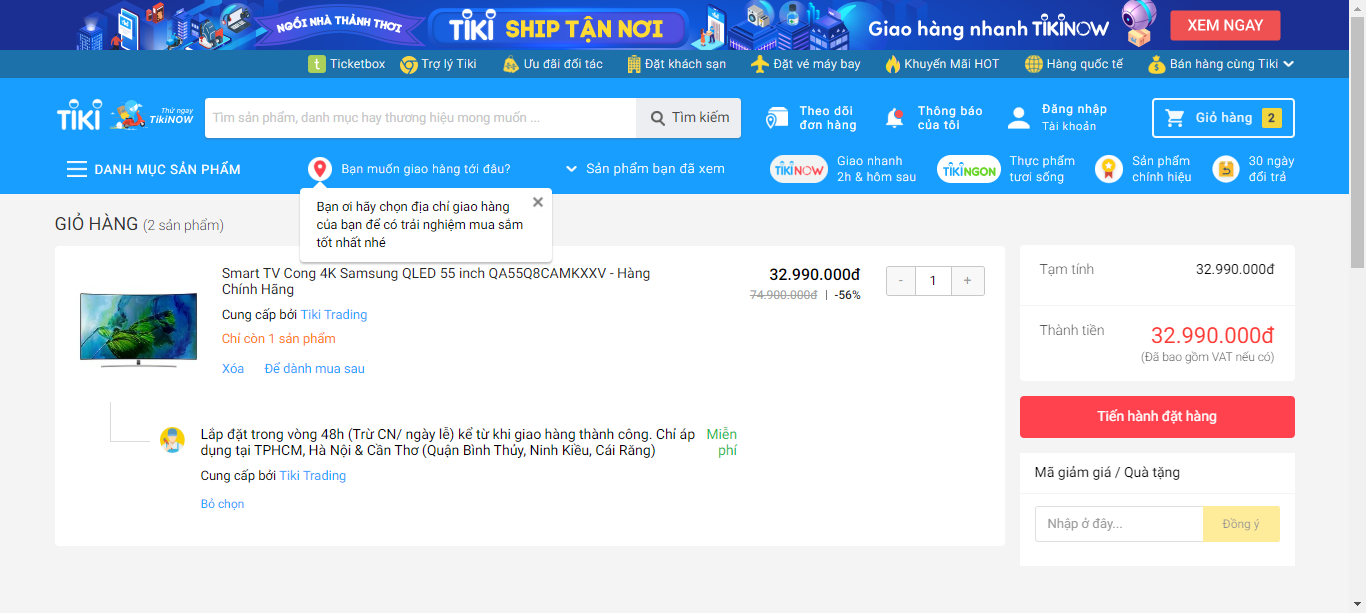 NGÔI NHÀ THẢNH THƠI
TIKI SHIP TẬN NƠI
Giao hàng nhanh TIKINOW
XEM NGAY
Ticketbox
Trợ lý Tiki
Ưu đãi đối tác
Đặt khách sạn
Đặt vé máy bay
Khuyến Mãi HOT
Hàng quốc tế
Bán hàng cùng Tiki
TIKI
Thử ngay
TikiNOW
Tìm sản phẩm, danh mục hay thương hiệu mong muốn ...
Tìm kiếm
Theo dõi
đơn hàng
Thông báo
của tôi
Đăng nhập
Tài khoản
Giỏ hàng 2
DANH MỤC SẢN PHẨM
Bạn muốn giao hàng tới đâu?
Sản phẩm bạn đã xem
TIKINOW
Giao nhanh
2h & hôm sau
TIKINGON
Thực phẩm
tươi sống
Sản phẩm
chính hiệu
30 ngày
đổi trả
Bạn ơi hãy chọn địa chỉ giao hàng
của bạn để có trải nghiệm mua sắm
tốt nhất nhé
GIỎ HÀNG (2 sản phẩm)
Smart TV Cong 4K Samsung QLED 55 inch QA55Q8CAMKXXV - Hàng
Chính Hãng
Cung cấp bởi Tiki Trading
Chỉ còn 1 sản phẩm
Xóa
Để dành mua sau
32.990.000đ
74.900.000đ | -56%
- 1 +
Lắp đặt trong vòng 48h (Trừ CN/ ngày lễ) kể từ khi giao hàng thành công. Chỉ áp
dụng tại TPHCM, Hà Nội & Cần Thơ (Quận Bình Thủy, Ninh Kiều, Cái Răng)
Miễn
phí
Cung cấp bởi Tiki Trading
Bỏ chọn
Tạm tính 32.990.000đ
Thành tiền 32.990.000đ
(Đã bao gồm VAT nếu có)
Tiến hành đặt hàng
Mã giảm giá / Quà tặng
Nhập ở đây...
Đồng ý